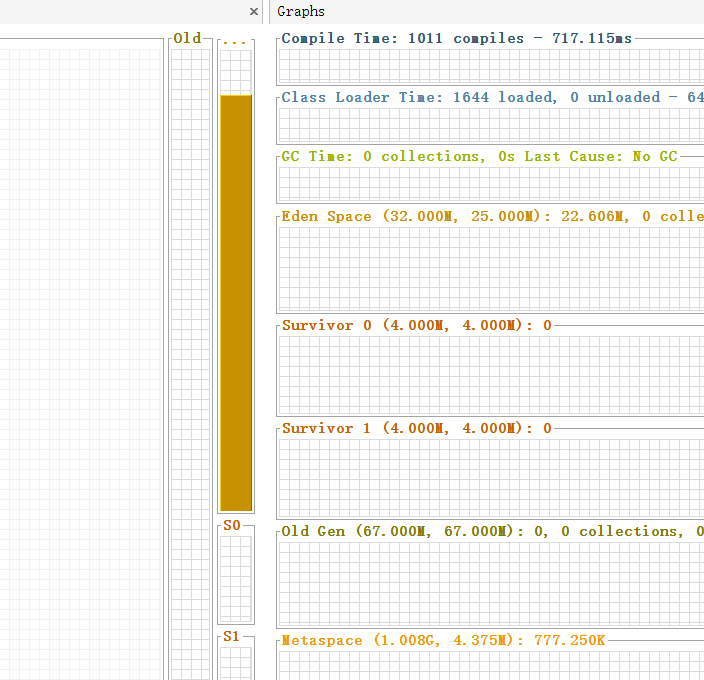 × Graphs
Old
...
Compile Time: 1011 compiles - 717.115ms
Class Loader Time: 1644 loaded, 0 unloaded - 64
GC Time: 0 collections, 0s Last Cause: No GC
Eden Space (32.000M, 25.000M): 22.606M, 0 colle
Survivor 0 (4.000M, 4.000M): 0
Survivor 1 (4.000M, 4.000M): 0
S0
Old Gen (67.000M, 67.000M): 0, 0 collections, 0
S1
Metaspace (1.008G, 4.375M): 777.250K